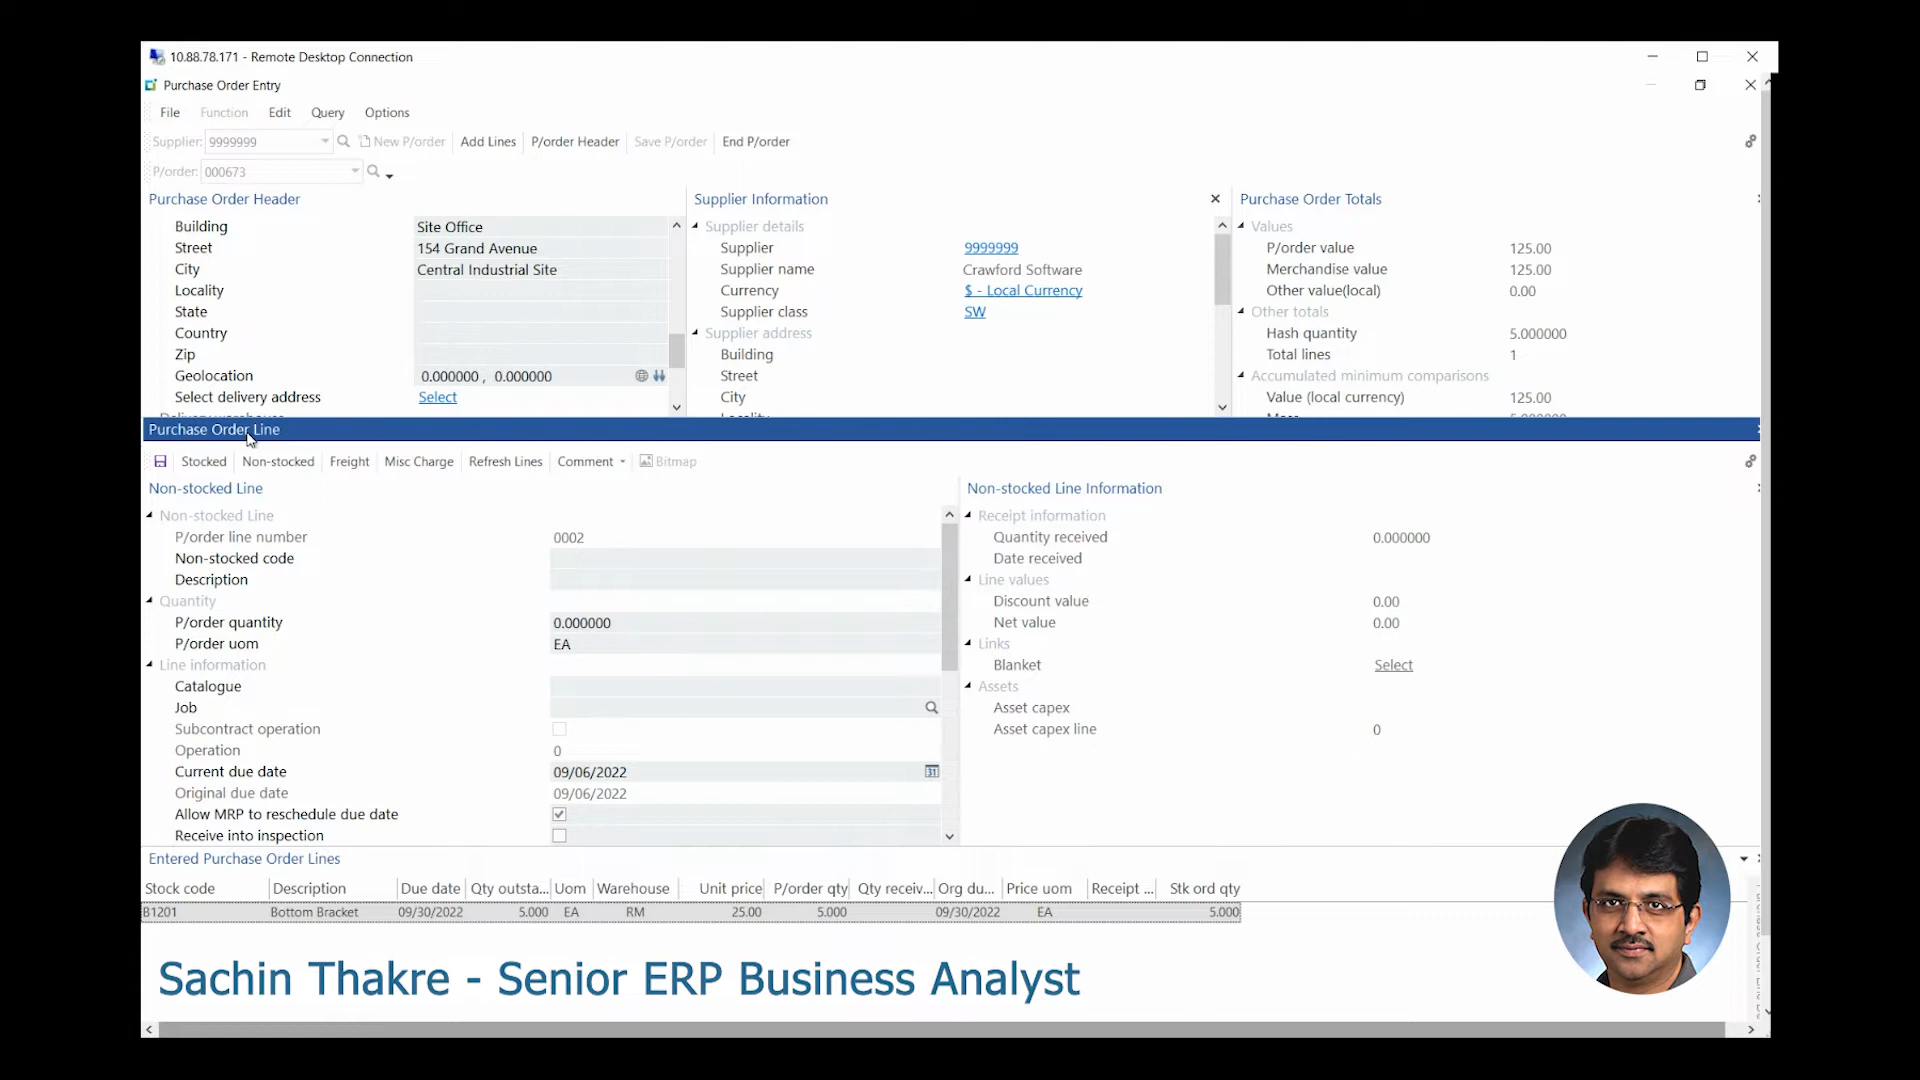 10.88.78.171 - Remote Desktop Connection
Purchase Order Entry
File Function Edit Query Options
Supplier: 9999999 New P/order Add Lines P/order Header Save P/order End P/order
P/order: 000673
Purchase Order Header
Building Site Office
Street 154 Grand Avenue
City Central Industrial Site
Locality
State
Country
Zip
Geolocation 0.000000 , 0.000000
Select delivery address Select
Supplier Information
Supplier details
Supplier 9999999
Supplier name Crawford Software
Currency $ - Local Currency
Supplier class SW
Supplier address
Building
Street
City
Purchase Order Totals
Values
P/order value 125.00
Merchandise value 125.00
Other value(local) 0.00
Other totals
Hash quantity 5.000000
Total lines 1
Accumulated minimum comparisons
Value (local currency) 125.00
Purchase Order Line
Stocked Non-stocked Freight Misc Charge Refresh Lines Comment Bitmap
Non-stocked Line
Non-stocked Line
P/order line number 0002
Non-stocked code
Description
Quantity
P/order quantity 0.000000
P/order uom EA
Line information
Catalogue
Job
Subcontract operation
Operation 0
Current due date 09/06/2022 31
Original due date 09/06/2022
Allow MRP to reschedule due date
Receive into inspection
Non-stocked Line Information
Receipt information
Quantity received 0.000000
Date received
Line values
Discount value 0.00
Net value 0.00
Links
Blanket Select
Assets
Asset capex
Asset capex line 0
Entered Purchase Order Lines
Stock code Description Due date Qty outsta... Uom Warehouse Unit price P/order qty Qty receiv... Org du... Price uom Receipt ... Stk ord qty
B1201 Bottom Bracket 09/30/2022 5.000 EA RM 25.00 5.000 09/30/2022 EA 5.000
Sachin Thakre - Senior ERP Business Analyst